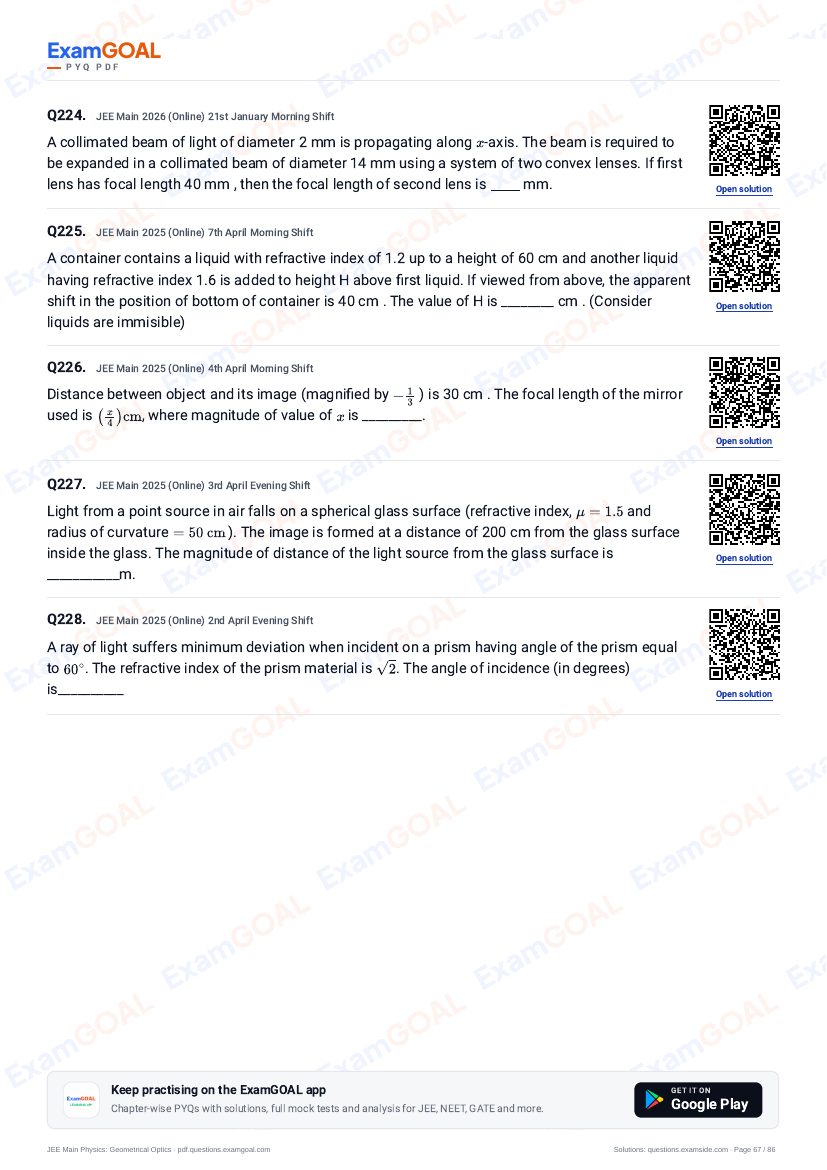 ExamGOAL
PYQ PDF
Q224. JEE Main 2026 (Online) 21st January Morning Shift
A collimated beam of light of diameter 2 mm is propagating along x-axis. The beam is required to
be expanded in a collimated beam of diameter 14 mm using a system of two convex lenses. If first
lens has focal length 40 mm , then the focal length of second lens is ____ mm.
Open solution
Q225. JEE Main 2025 (Online) 7th April Morning Shift
A container contains a liquid with refractive index of 1.2 up to a height of 60 cm and another liquid
having refractive index 1.6 is added to height H above first liquid. If viewed from above, the apparent
shift in the position of bottom of container is 40 cm . The value of H is ________ cm . (Consider
liquids are immisible)
Open solution
Q226. JEE Main 2025 (Online) 4th April Morning Shift
Distance between object and its image (magnified by −1/3 ) is 30 cm . The focal length of the mirror
used is (x/4)cm, where magnitude of value of x is _________.
Open solution
Q227. JEE Main 2025 (Online) 3rd April Evening Shift
Light from a point source in air falls on a spherical glass surface (refractive index, μ = 1.5 and
radius of curvature = 50 cm). The image is formed at a distance of 200 cm from the glass surface
inside the glass. The magnitude of distance of the light source from the glass surface is
___________m.
Open solution
Q228. JEE Main 2025 (Online) 2nd April Evening Shift
A ray of light suffers minimum deviation when incident on a prism having angle of the prism equal
to 60°. The refractive index of the prism material is √2. The angle of incidence (in degrees)
is__________
Open solution
ExamGOAL
Keep practising on the ExamGOAL app
Chapter-wise PYQs with solutions, full mock tests and analysis for JEE, NEET, GATE and more.
GET IT ON
Google Play
JEE Main Physics: Geometrical Optics · pdf.questions.examgoal.com
Solutions: questions.examside.com · Page 67 / 86